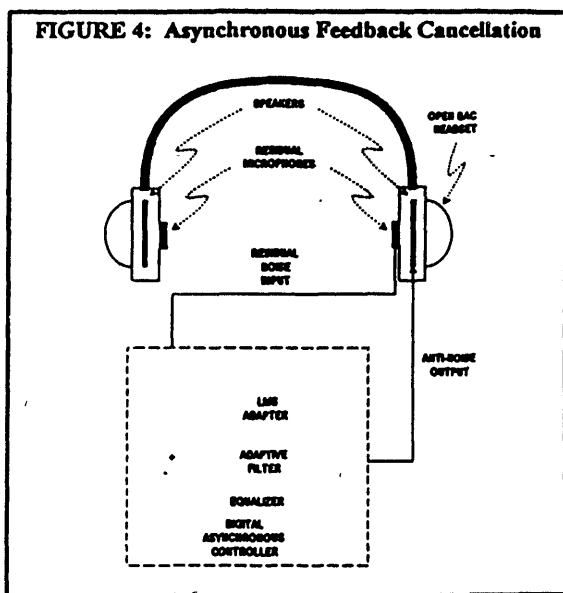 FIGURE 4: Asynchronous Feedback Cancellation
SPEAKERS
OPEN BAC
HEADSET
RESIDUAL
MICROPHONES
RESIDUAL
NOISE
INPUT
ANTI-NOISE
OUTPUT
LMS
ADAPTER
ADAPTIVE
FILTER
EQUALIZER
DIGITAL
ASYNCHRONOUS
CONTROLLER